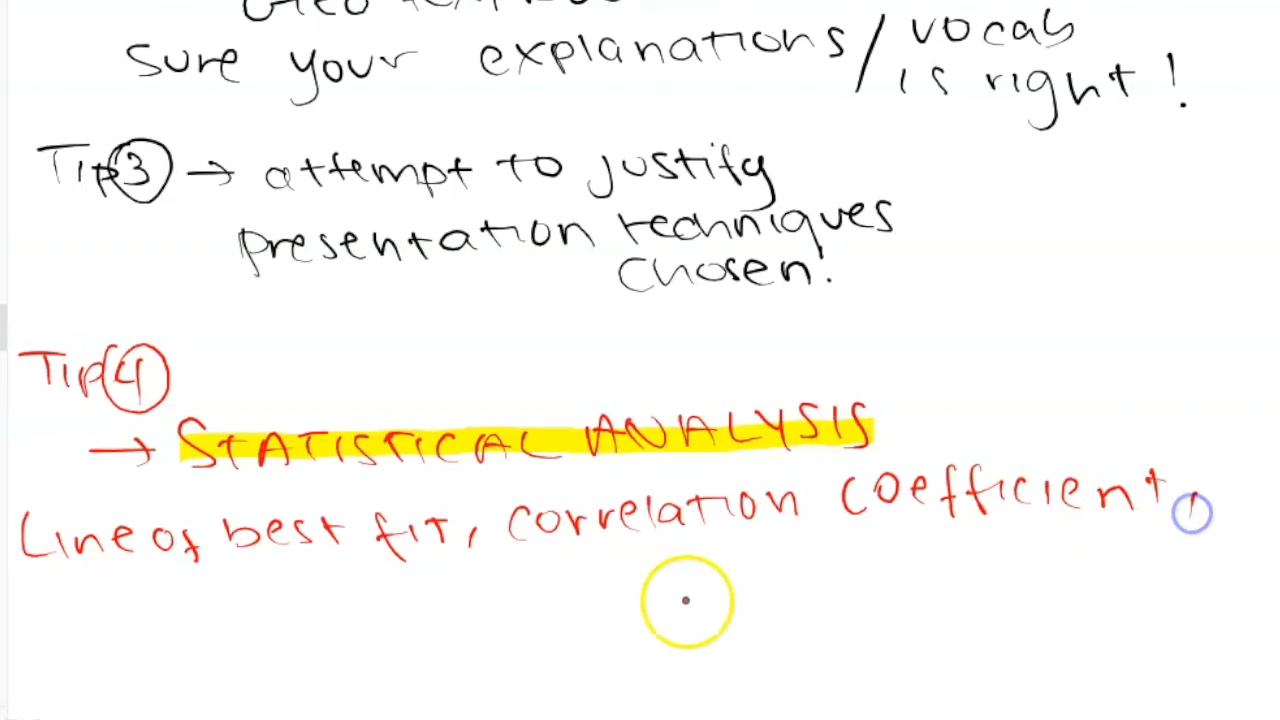 sure your explanations/ vocab
is right!
Tip 3 → attempt to justify
presentation techniques
chosen!
Tip 4
→ STATISTICAL ANALYSIS
Line of best fit, correlation coefficient,